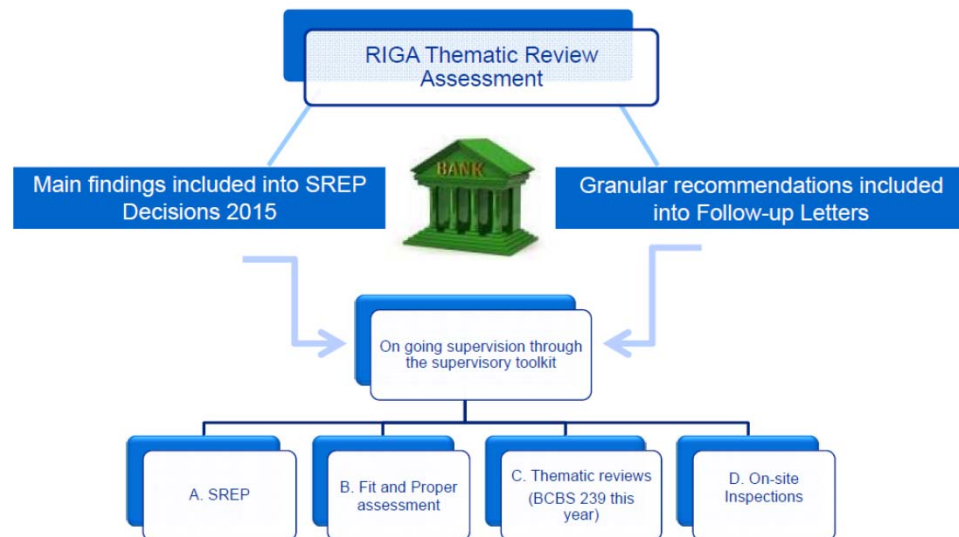 RIGA Thematic Review
Assessment
BANK
Main findings included into SREP
Decisions 2015
Granular recommendations included
into Follow-up Letters
On going supervision through
the supervisory toolkit
A. SREP
B. Fit and Proper
assessment
C. Thematic reviews
(BCBS 239 this
year)
D. On-site
Inspections